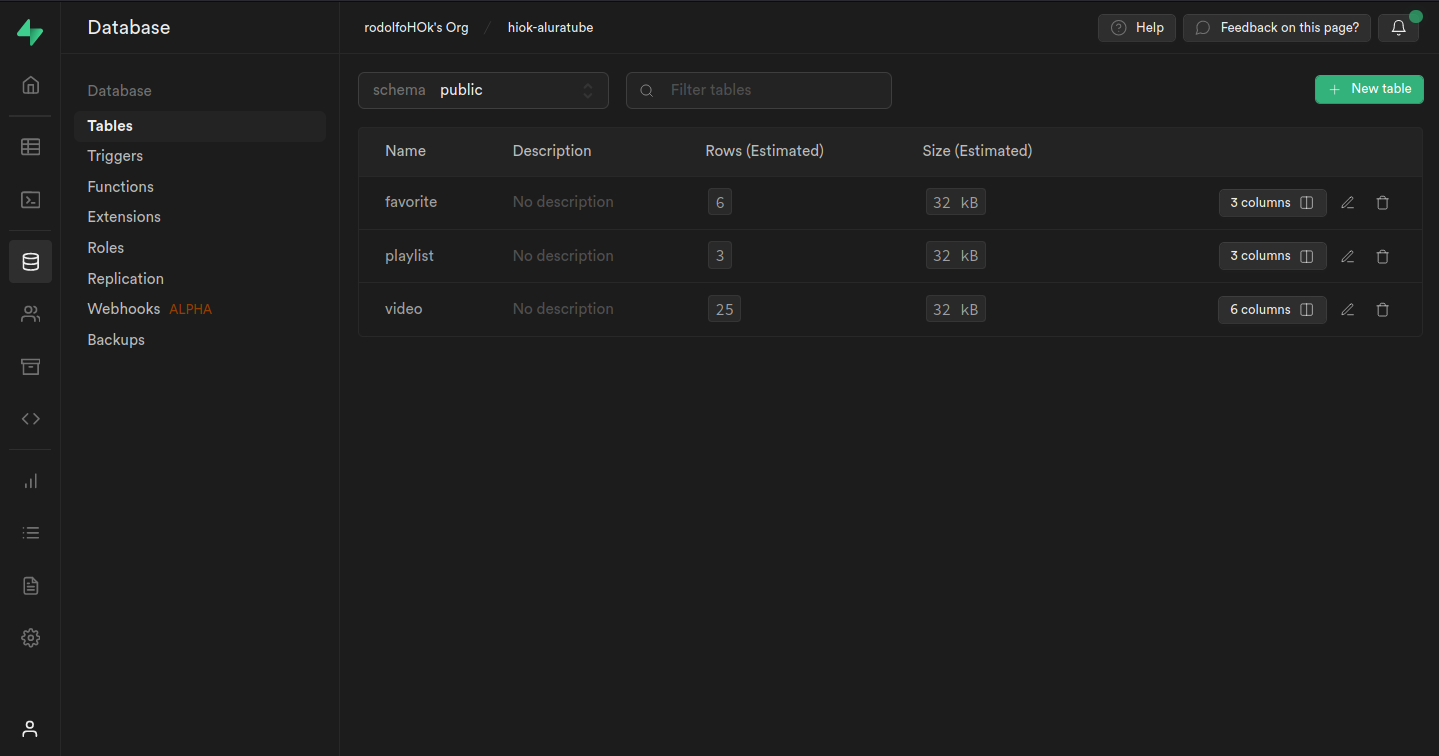 Database
rodolfoHOk's Org / hiok-aluratube
Help
Feedback on this page?
Database
Tables
Triggers
Functions
Extensions
Roles
Replication
Webhooks ALPHA
Backups
schema public
Filter tables
New table
Name Description Rows (Estimated) Size (Estimated)
favorite No description 6 32 kB 3 columns
playlist No description 3 32 kB 3 columns
video No description 25 32 kB 6 columns